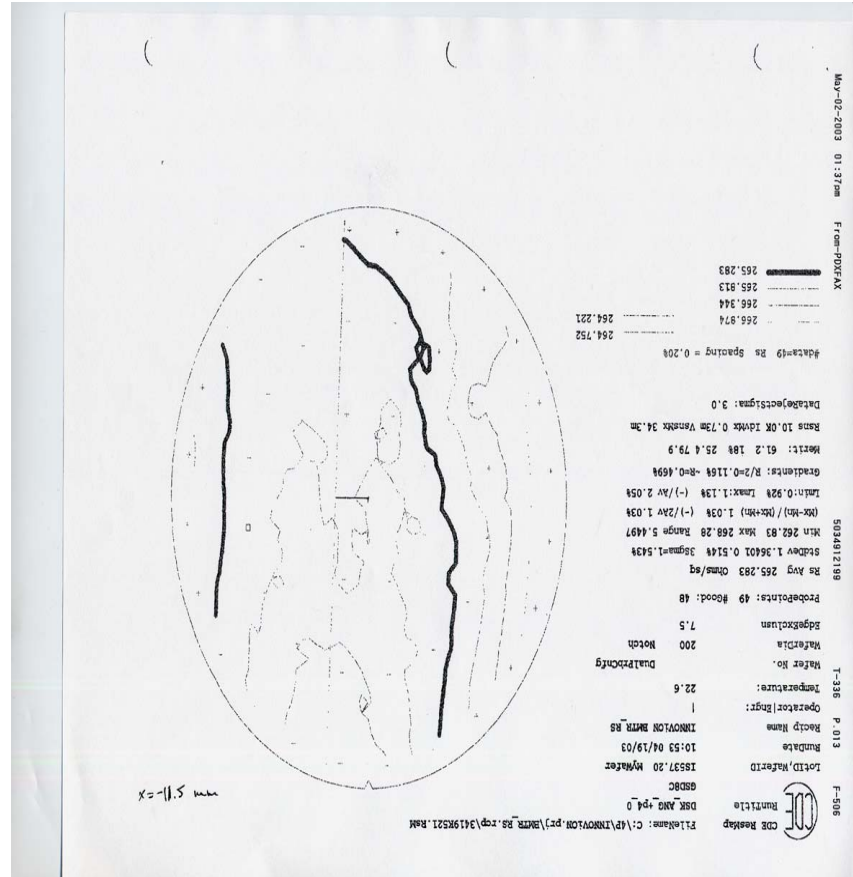 CDE ResMap FileName: C:\4P\INNOViON.prj\BMTR_RS.rcp\3419K521.RsM
RunTitle DSK_ANG_+p4_0
GSDBC
LotID,WaferID IS537.20 MyWafer
RunDate 10:53 04/19/03
Recip Name INNOViON BMTR_RS
Operator|Engr: |
Temperature: 22.6
Wafer No. DualPrbCnfg
WaferDia 200 Notch
EdgeExclusn 7.5
ProbePoints: 49 #Good: 48
Rs Avg 265.283 Ohms/sq
StdDev 1.36401 0.514% 3Sgma=1.543%
Min 262.83 Max 268.28 Range 5.4497
(Mx-Mn)/(Mx+Mn) 1.03% (-)/2Av 1.03%
Imin:0.92% Imax:1.13% (-)/Av 2.05%
Gradients: R/2=0.116% ~R=0.469%
Merit: 61.2 18% 25.4 79.9
Rsns 10.0K IdvMx 0.73m VsnsMx 34.3m
DataRejectSigma: 3.0
#data=49 Rs Spacing = 0.20%
266.874 264.752
266.344 264.221
265.813
265.283
x=-11.5 mm
May-02-2003 01:37pm From-PDXFAX 5034912199 T-336 P.013 F-506